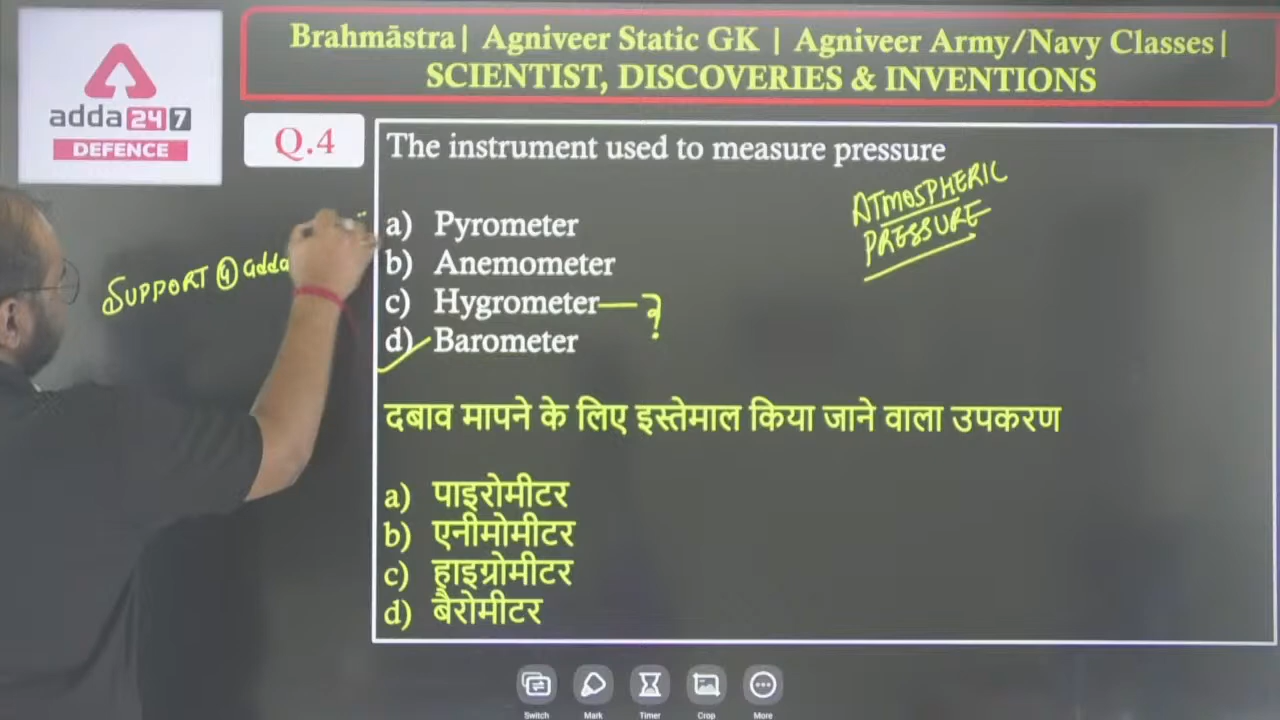 Brahmāstra| Agniveer Static GK | Agniveer Army/Navy Classes|
SCIENTIST, DISCOVERIES & INVENTIONS
adda 24 7
DEFENCE
Q.4
The instrument used to measure pressure
ATMOSPHERIC
PRESSURE
a) Pyrometer
b) Anemometer
c) Hygrometer— ?
d) Barometer
SUPPORT @ adda
दबाव मापने के लिए इस्तेमाल किया जाने वाला उपकरण
a) पाइरोमीटर
b) एनीमोमीटर
c) हाइग्रोमीटर
d) बैरोमीटर
Switch
Mark
Timer
Crop
More